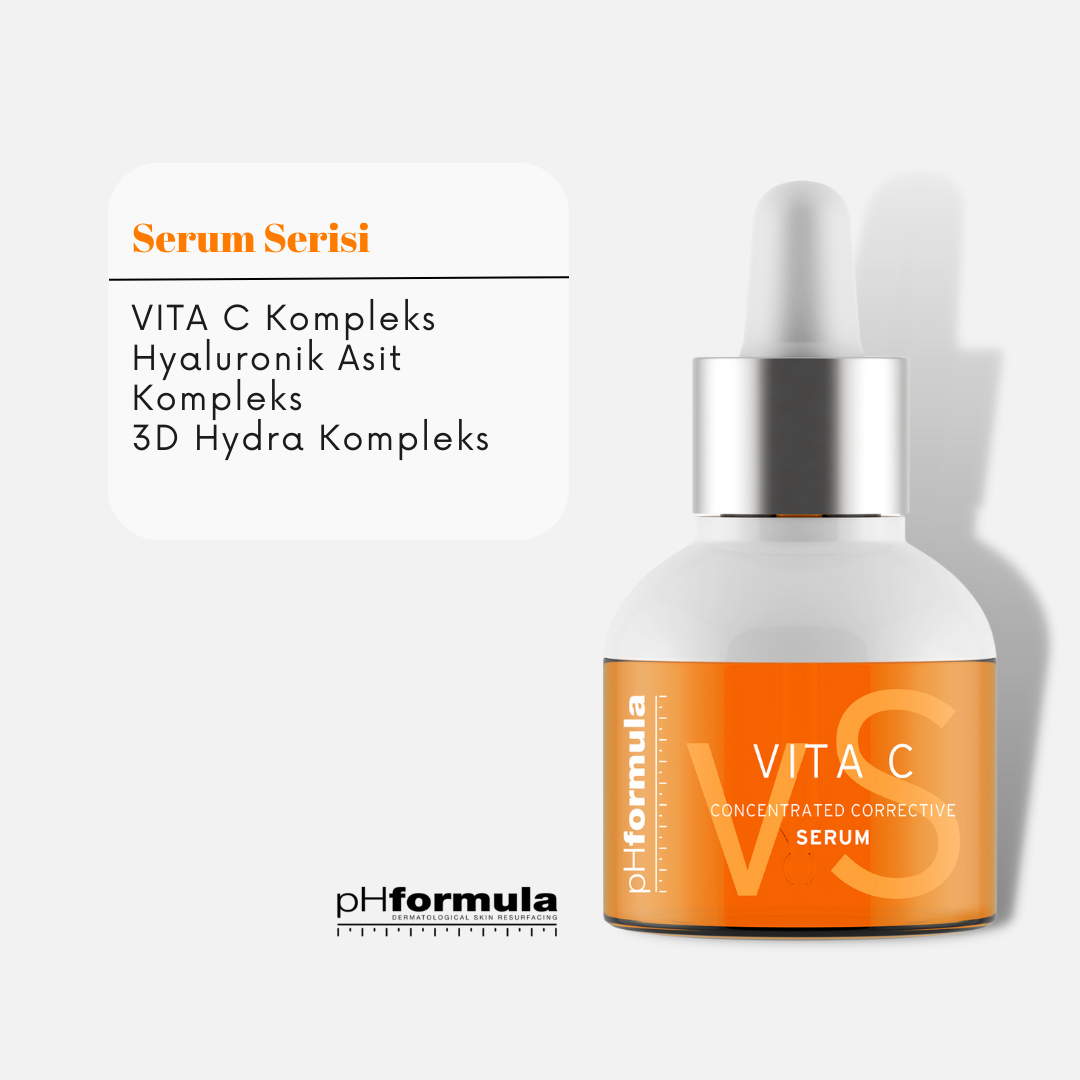 Serum Serisi
VITA C Kompleks
Hyaluronik Asit
Kompleks
3D Hydra Kompleks
pHformula
DERMATOLOGICAL SKIN RESURFACING
pHformula
VS
VITA C
CONCENTRATED CORRECTIVE
SERUM